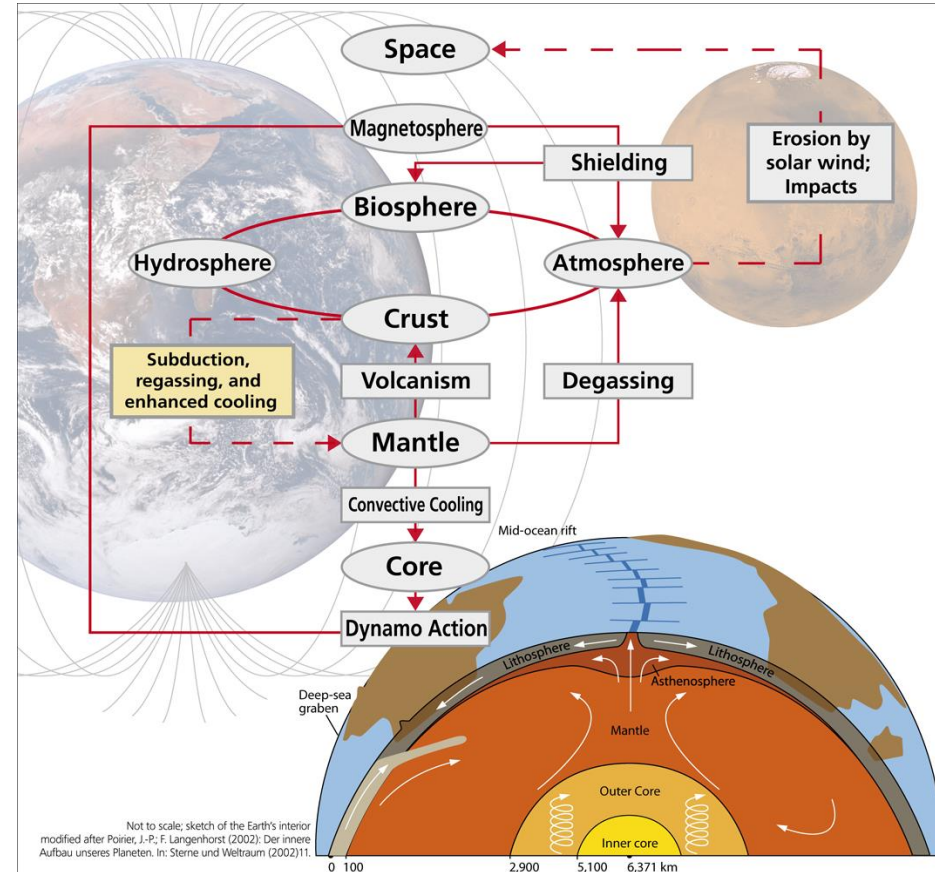 Space
Magnetosphere
Erosion by
solar wind;
Impacts
Shielding
Biosphere
Hydrosphere
Atmosphere
Crust
Subduction,
regassing, and
enhanced cooling
Volcanism
Degassing
Mantle
Convective Cooling
Core
Dynamo Action
Mid-ocean rift
Lithosphere
Lithosphere
Asthenosphere
Deep-sea
graben
Mantle
Outer Core
Inner core
Not to scale; sketch of the Earth's interior
modified after Poirier, J.-P.; F. Langenhorst (2002): Der innere
Aufbau unseres Planeten. In: Sterne und Weltraum (2002)11.
0 100 2,900 5,100 6,371 km